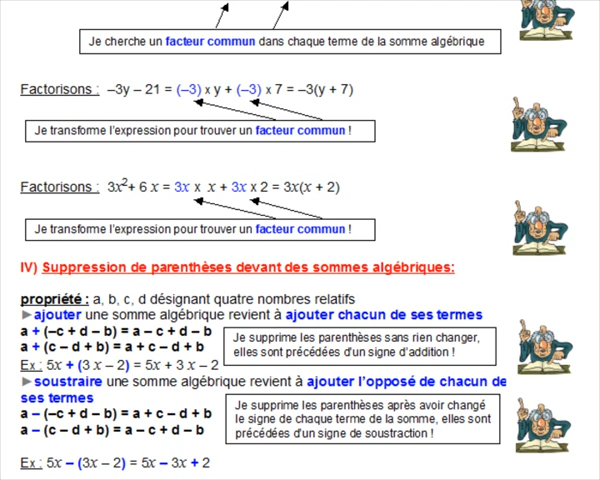 Je cherche un facteur commun dans chaque terme de la somme algébrique
Factorisons : –3y – 21 = (–3) x y + (–3) x 7 = –3(y + 7)
Je transforme l'expression pour trouver un facteur commun !
Factorisons : 3x² + 6 x = 3x x x + 3x x 2 = 3x(x + 2)
Je transforme l'expression pour trouver un facteur commun !
IV) Suppression de parenthèses devant des sommes algébriques:
propriété : a, b, c, d désignant quatre nombres relatifs
►ajouter une somme algébrique revient à ajouter chacun de ses termes
a + (–c + d – b) = a – c + d – b
a + (c – d + b) = a + c – d + b
Je supprime les parenthèses sans rien changer,
elles sont précédées d'un signe d'addition !
Ex : 5x + (3 x – 2) = 5x + 3 x – 2
►soustraire une somme algébrique revient à ajouter l'opposé de chacun de
ses termes
a – (–c + d – b) = a + c – d + b
a – (c – d + b) = a – c + d – b
Je supprime les parenthèses après avoir changé
le signe de chaque terme de la somme, elles sont
précédées d'un signe de soustraction !
Ex : 5x – (3x – 2) = 5x – 3x + 2